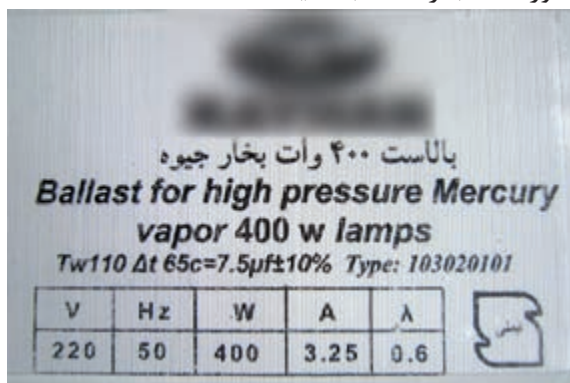 بالاست ۴۰۰ وات بخار جیوه
Ballast for high pressure Mercury
vapor 400 w lamps
Tw110 Δt 65c=7.5µf±10% Type: 103020101
V Hz W A λ
220 50 400 3.25 0.6